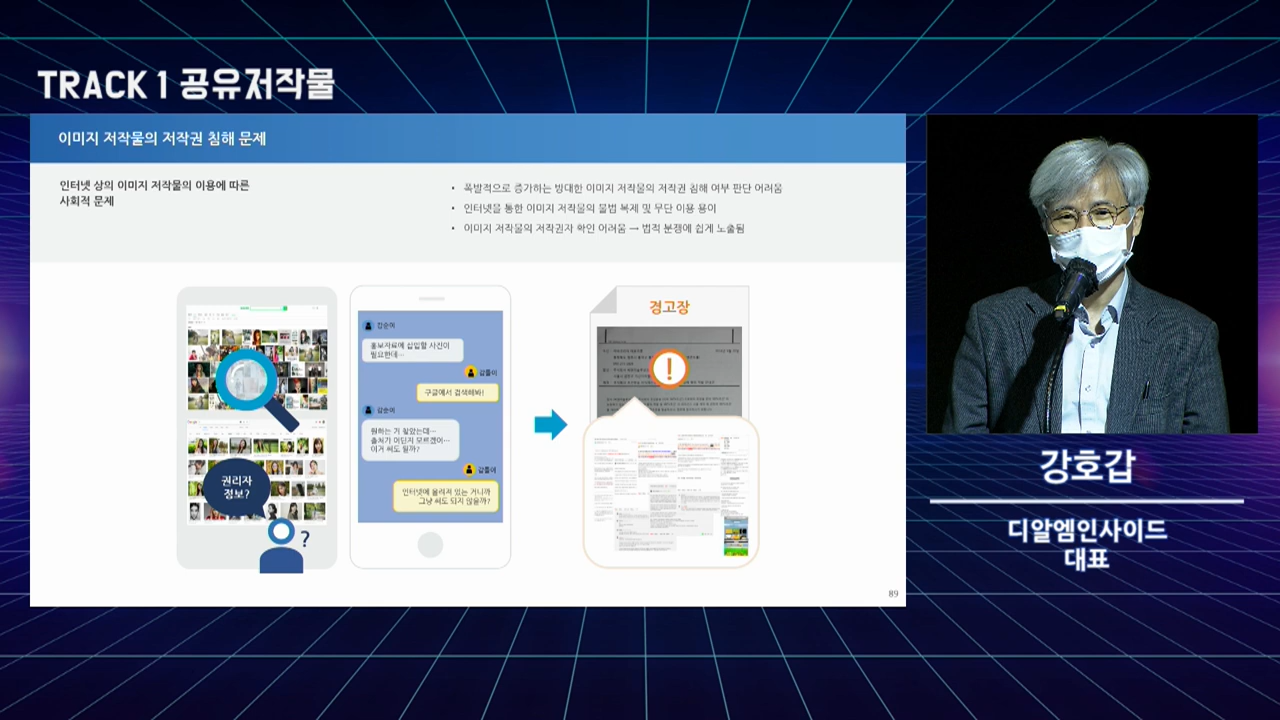 TRACK 1 공유저작물
이미지 저작물의 저작권 침해 문제
인터넷 상의 이미지 저작물의 이용에 따른
사회적 문제
• 폭발적으로 증가하는 방대한 이미지 저작물의 저작권 침해 여부 판단 어려움
• 인터넷을 통한 이미지 저작물의 불법 복제 및 무단 이용 용이
• 이미지 저작물의 저작권자 확인 어려움 → 법적 분쟁에 쉽게 노출됨
권리자
정보?
?
갑순이
홍보자료에 삽입할 사진이
필요한데…
갑돌이
구글에서 검색해봐!
갑순이
원하는 거 찾았는데…
출처가 어딘지 모르겠어…
이거 써도 될까?
갑돌이
인터넷에 올려져 있는 거니까
그냥 써도 되지 않을까?
경고장
!
89
강호갑
디알엠인사이드
대표